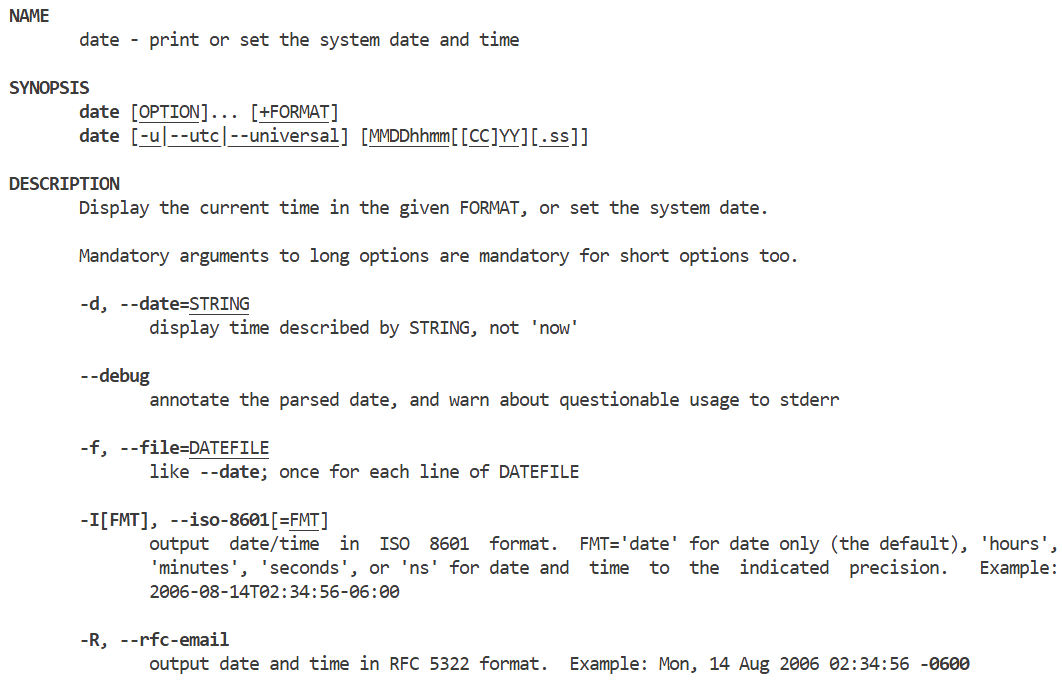 NAME
date - print or set the system date and time
SYNOPSIS
date [OPTION]... [+FORMAT]
date [-u|--utc|--universal] [MMDDhhmm[[CC]YY][.ss]]
DESCRIPTION
Display the current time in the given FORMAT, or set the system date.
Mandatory arguments to long options are mandatory for short options too.
-d, --date=STRING
display time described by STRING, not 'now'
--debug
annotate the parsed date, and warn about questionable usage to stderr
-f, --file=DATEFILE
like --date; once for each line of DATEFILE
-I[FMT], --iso-8601[=FMT]
output  date/time  in  ISO  8601  format.  FMT='date' for date only (the default), 'hours',
'minutes', 'seconds', or 'ns' for date and  time  to  the  indicated  precision.   Example:
2006-08-14T02:34:56-06:00
-R, --rfc-email
output date and time in RFC 5322 format.  Example: Mon, 14 Aug 2006 02:34:56 -0600